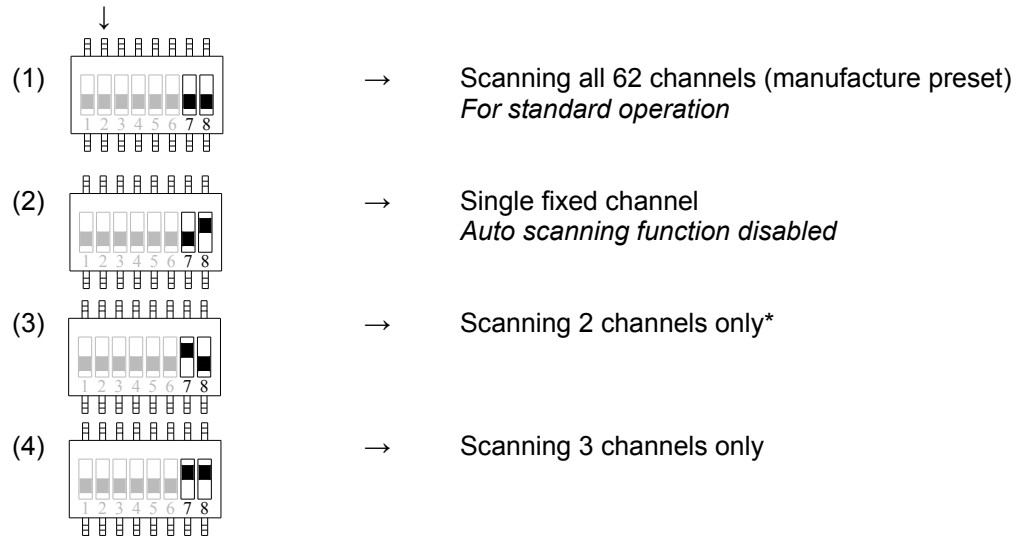 ↓
(1) → Scanning all 62 channels (manufacture preset)
For standard operation
1 2 3 4 5 6 7 8
(2) → Single fixed channel
Auto scanning function disabled
1 2 3 4 5 6 7 8
(3) → Scanning 2 channels only*
1 2 3 4 5 6 7 8
(4) → Scanning 3 channels only
1 2 3 4 5 6 7 8